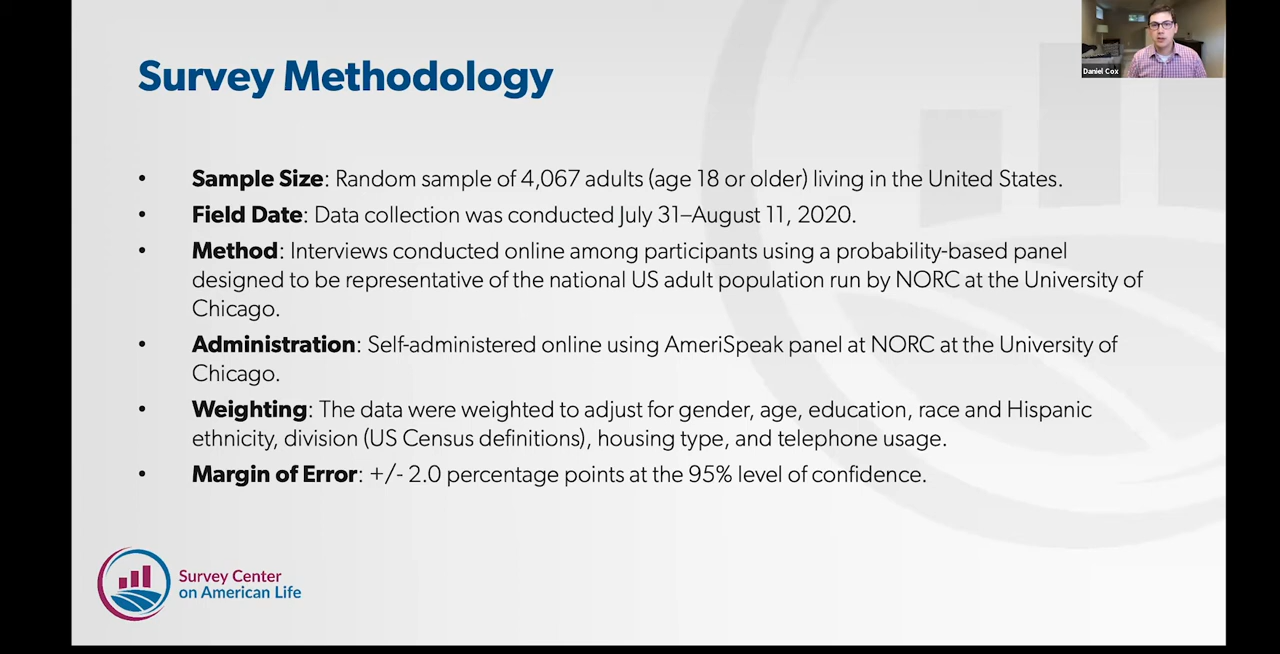 Daniel Cox
Survey Methodology
• Sample Size: Random sample of 4,067 adults (age 18 or older) living in the United States.
• Field Date: Data collection was conducted July 31–August 11, 2020.
• Method: Interviews conducted online among participants using a probability-based panel
designed to be representative of the national US adult population run by NORC at the University of
Chicago.
• Administration: Self-administered online using AmeriSpeak panel at NORC at the University of
Chicago.
• Weighting: The data were weighted to adjust for gender, age, education, race and Hispanic
ethnicity, division (US Census definitions), housing type, and telephone usage.
• Margin of Error: +/- 2.0 percentage points at the 95% level of confidence.
Survey Center
on American Life